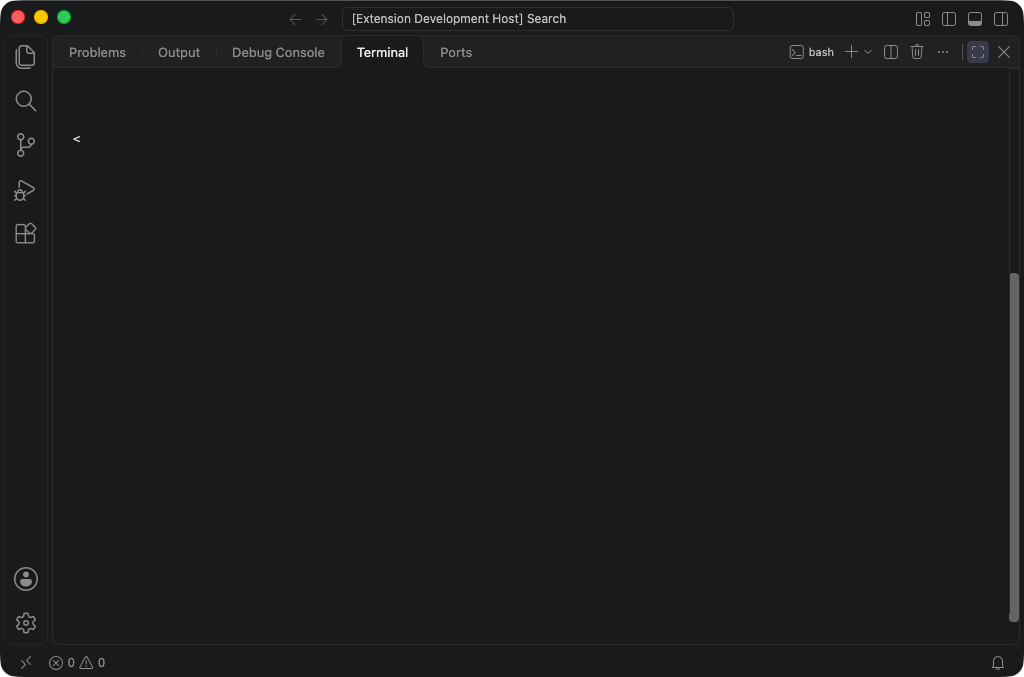 [Extension Development Host] Search
Problems Output Debug Console Terminal Ports bash
<
0 0